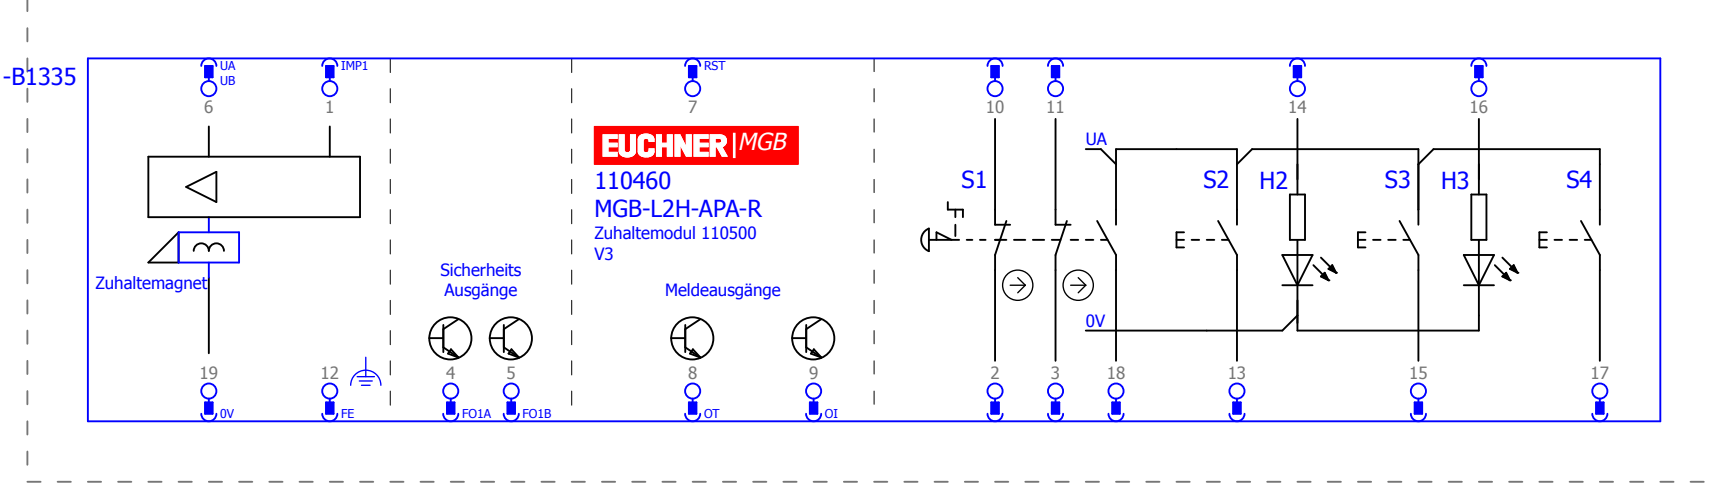 -B1335
UA
UB
IMP1
RST
6
1
7
10
11
14
16
EUCHNER|MGB
110460
MGB-L2H-APA-R
Zuhaltemodul 110500
V3
UA
S1
S2
H2
S3
H3
S4
Zuhaltemagnet
Sicherheits
Ausgänge
Meldeausgänge
0V
19
12
4
5
8
9
2
3
18
13
15
17
0V
FE
FO1A
FO1B
OT
OI